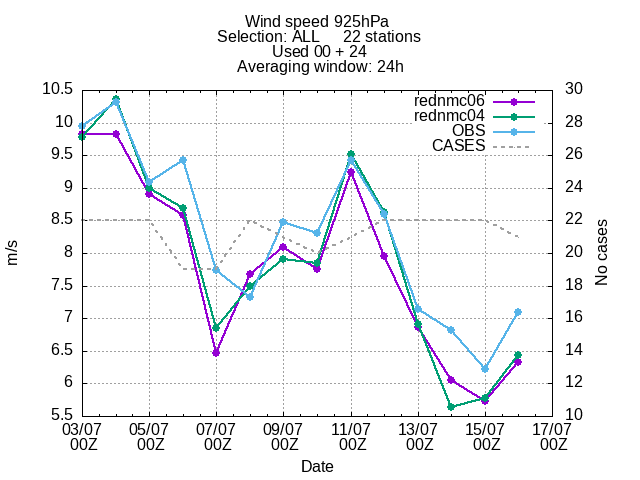 Wind speed 925hPa
Selection: ALL 22 stations
Used 00 + 24
Averaging window: 24h
rednmc06
rednmc04
OBS
CASES
10.5
10
9.5
9
8.5
8
7.5
7
6.5
6
5.5
m/s
30
28
26
24
22
20
18
16
14
12
10
No cases
03/07 05/07 07/07 09/07 11/07 13/07 15/07 17/07
00Z 00Z 00Z 00Z 00Z 00Z 00Z 00Z
Date